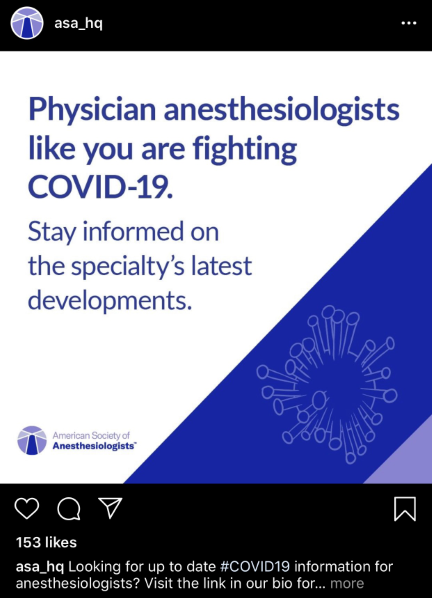 asa_hq
Physician anesthesiologists
like you are fighting
COVID-19.
Stay informed on
the specialty's latest
developments.
American Society of
Anesthesiologists™
153 likes
asa_hq Looking for up to date #COVID19 information for
anesthesiologists? Visit the link in our bio for... more